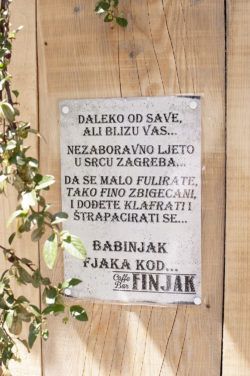 DALEKO OD SAVE,
ALI BLIZU VAS...
NEZABORAVNO LJETO
U SRCU ZAGREBA...
DA SE MALO FULIRATE,
TAKO FINO ZBIGECANI,
I DOĐETE KLAFRATI I
ŠTRAPACIRATI SE...
BABINJAK
FJAKA KOD...
Caffe
Bar FINJAK